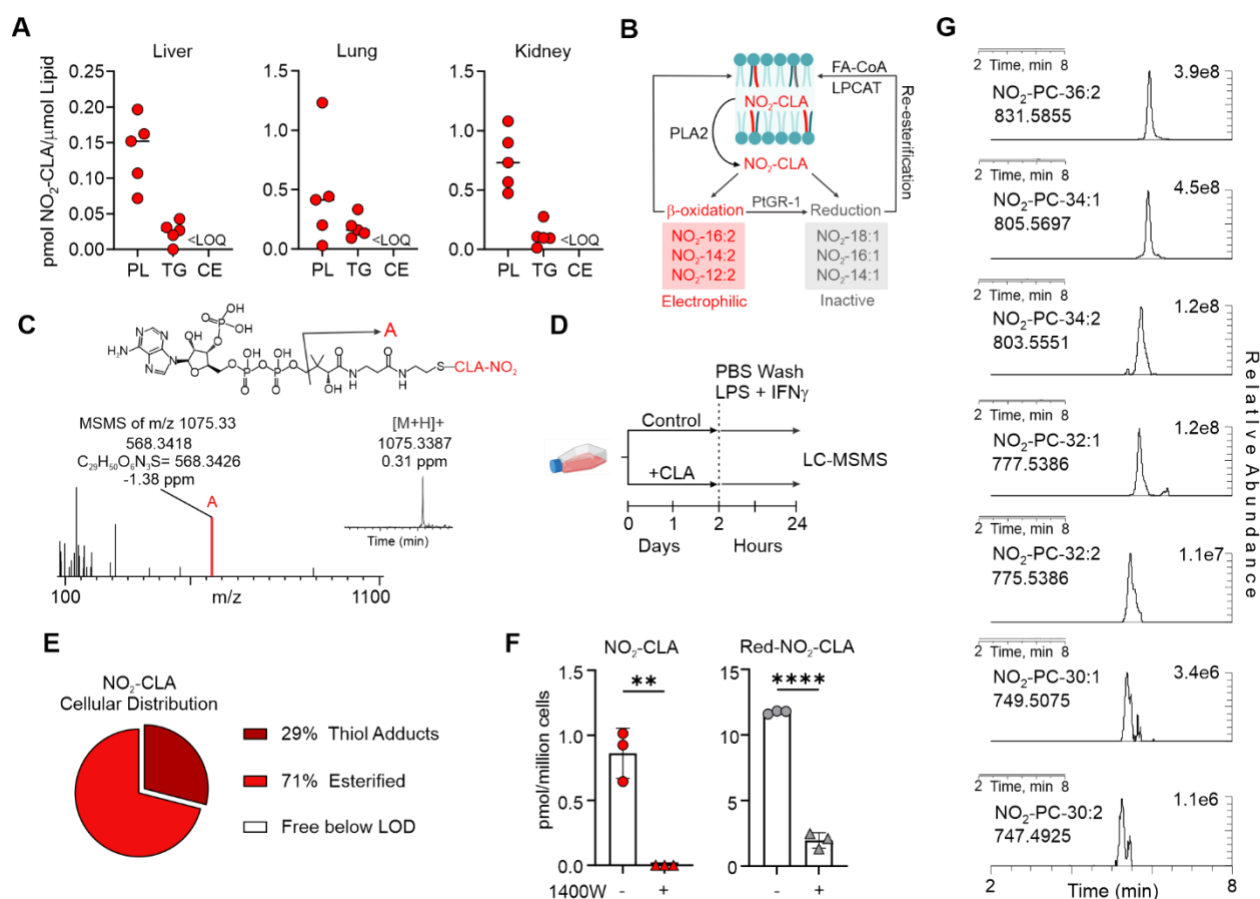 A
Liver
Lung
Kidney
pmol NO₂-CLA/μmol Lipid
0.25
0.20
0.15
0.10
0.05
0.00
<LOQ
PL TG CE
1.5
1.0
0.5
0.0
<LOQ
PL TG CE
1.5
1.0
0.5
0.0
<LOQ
PL TG CE
B
FA-CoA
LPCAT
NO₂-CLA
PLA2
NO₂-CLA
Re-esterification
PtGR-1
β-oxidation
Reduction
NO₂-16:2
NO₂-14:2
NO₂-12:2
NO₂-18:1
NO₂-16:1
NO₂-14:1
Electrophilic
Inactive
C
OH
HO P O
O
NH₂
N
N
N
N
H₂N
OH
O
OH
OH
O P O P O
O
O
OH
O
N
H
O
N
H
S CLA-NO₂
A
MSMS of m/z 1075.33
568.3418
C₂₉H₅₀O₆N₃S= 568.3426
-1.38 ppm
A
[M+H]+
1075.3387
0.31 ppm
Time (min)
100 m/z 1100
D
PBS Wash
LPS + IFNγ
Control
+CLA
LC-MSMS
0 1 2 24
Days Hours
E
NO₂-CLA
Cellular Distribution
29% Thiol Adducts
71% Esterified
Free below LOD
F
NO₂-CLA
Red-NO₂-CLA
pmol/million cells
1.5
1.0
0.5
0.0
**
15
10
5
0
****
1400W - + - +
G
2 Time, min 8
NO₂-PC-36:2
831.5855
3.9e8
2 Time, min 8
NO₂-PC-34:1
805.5697
4.5e8
2 Time, min 8
NO₂-PC-34:2
803.5551
1.2e8
2 Time, min 8
NO₂-PC-32:1
777.5386
1.2e8
2 Time, min 8
NO₂-PC-32:2
775.5386
1.1e7
2 Time, min 8
NO₂-PC-30:1
749.5075
3.4e6
2 Time, min 8
NO₂-PC-30:2
747.4925
1.1e6
2 Time (min) 8
Relative Abundance